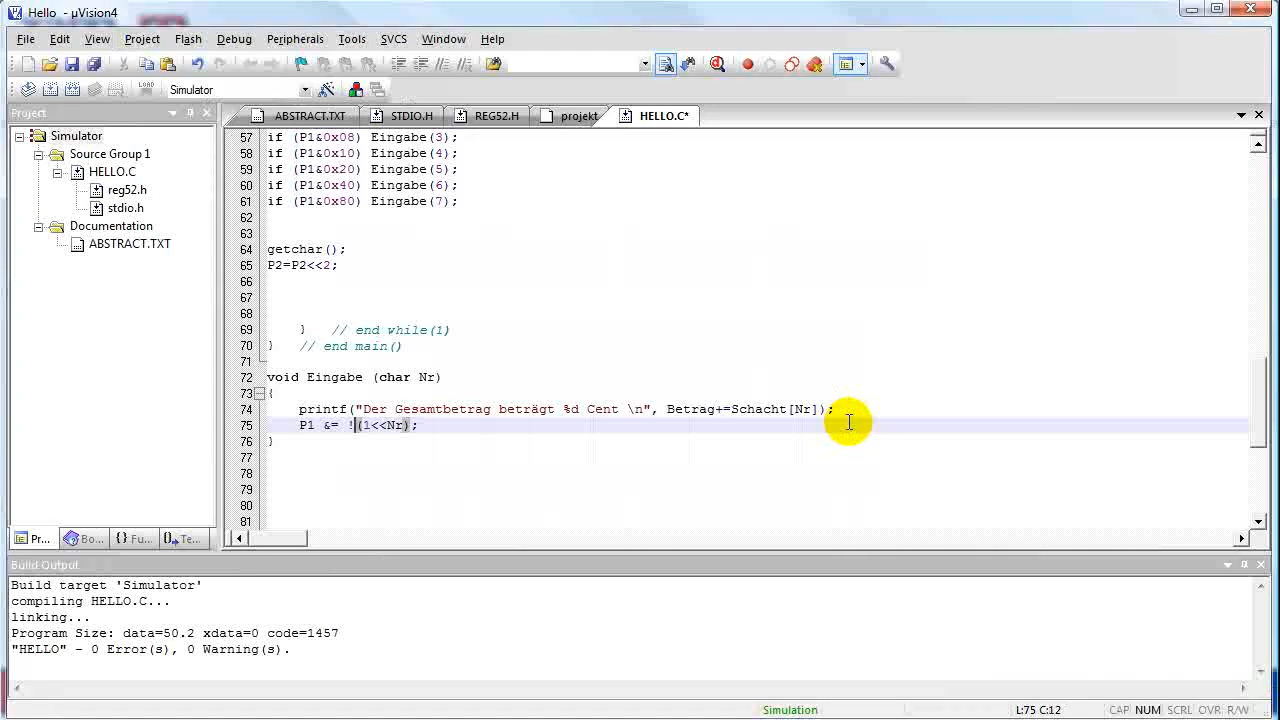 Hello - µVision4
File Edit View Project Flash Debug Peripherals Tools SVCS Window Help
LOAD Simulator
Project
ABSTRACT.TXT STDIO.H REG52.H projekt HELLO.C*
Simulator
Source Group 1
HELLO.C
reg52.h
stdio.h
Documentation
ABSTRACT.TXT
57 if (P1&0x08) Eingabe(3);
58 if (P1&0x10) Eingabe(4);
59 if (P1&0x20) Eingabe(5);
60 if (P1&0x40) Eingabe(6);
61 if (P1&0x80) Eingabe(7);
62
63
64 getchar();
65 P2=P2<<2;
66
67
68
69 } // end while(1)
70 } // end main()
71
72 void Eingabe (char Nr)
73 {
74 printf("Der Gesamtbetrag beträgt %d Cent \n", Betrag+=Schacht[Nr]);
75 P1 &= !(1<<Nr);
76 }
77
78
79
80
81
Pr... Bo... {} Fu... Te...
Build Output
Build target 'Simulator'
compiling HELLO.C...
linking...
Program Size: data=50.2 xdata=0 code=1457
"HELLO" - 0 Error(s), 0 Warning(s).
Simulation L:75 C:12 CAP NUM SCRL OVR R/W